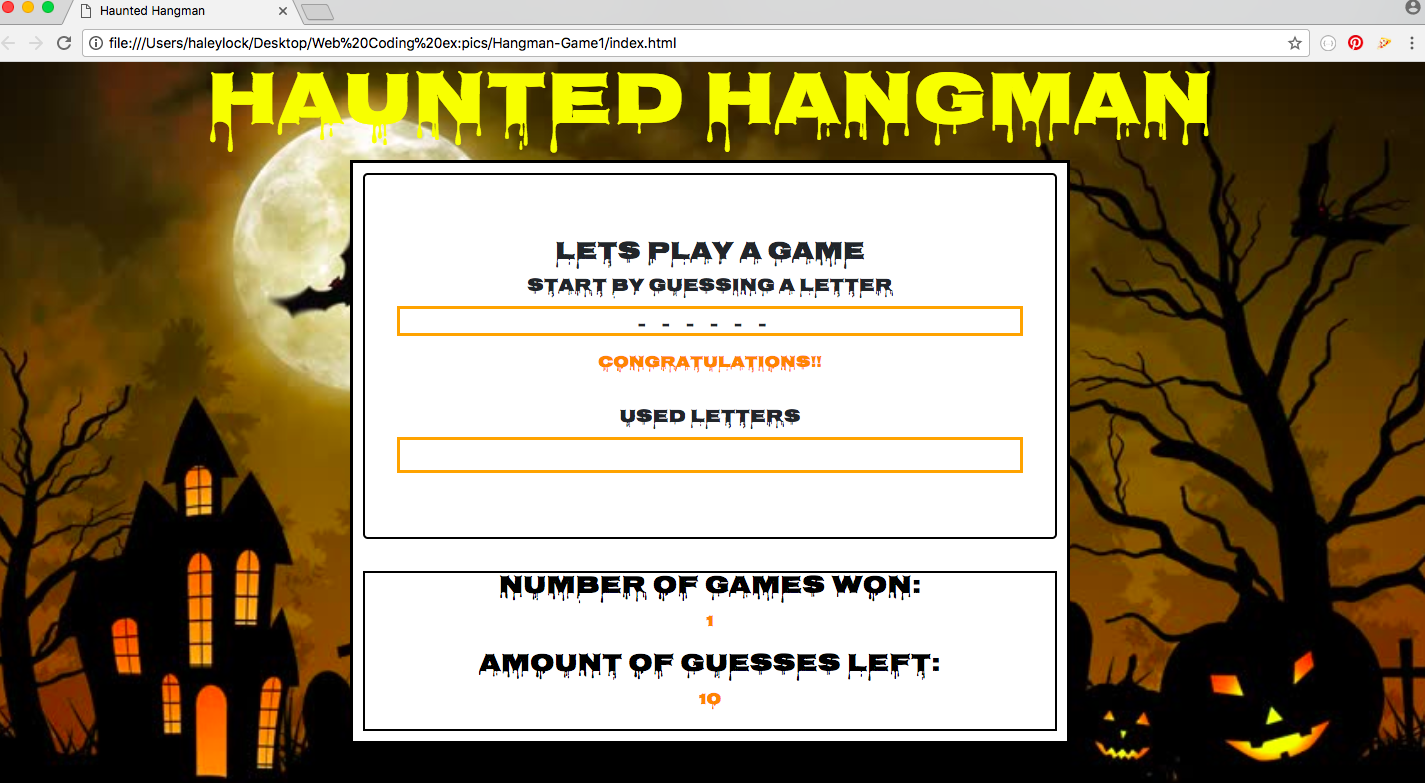 Haunted Hangman
file:///Users/haleylock/Desktop/Web%20Coding%20ex:pics/Hangman-Game1/index.html
HAUNTED HANGMAN
LETS PLAY A GAME
START BY GUESSING A LETTER
- - - - - -
CONGRATULATIONS!!
USED LETTERS
NUMBER OF GAMES WON:
1
AMOUNT OF GUESSES LEFT:
10